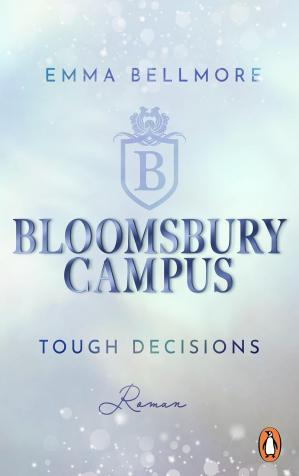 EMMA BELLMORE
B
BLOOMSBURY
CAMPUS
TOUGH DECISIONS
Roman